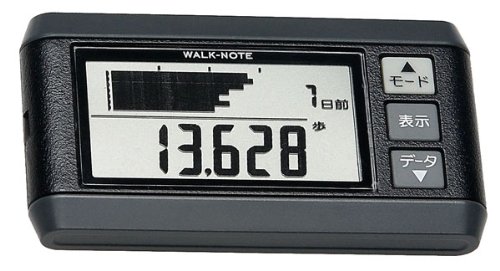 WALK-NOTE
7日前
13,628 歩
▲
モード
表示
データ
▼